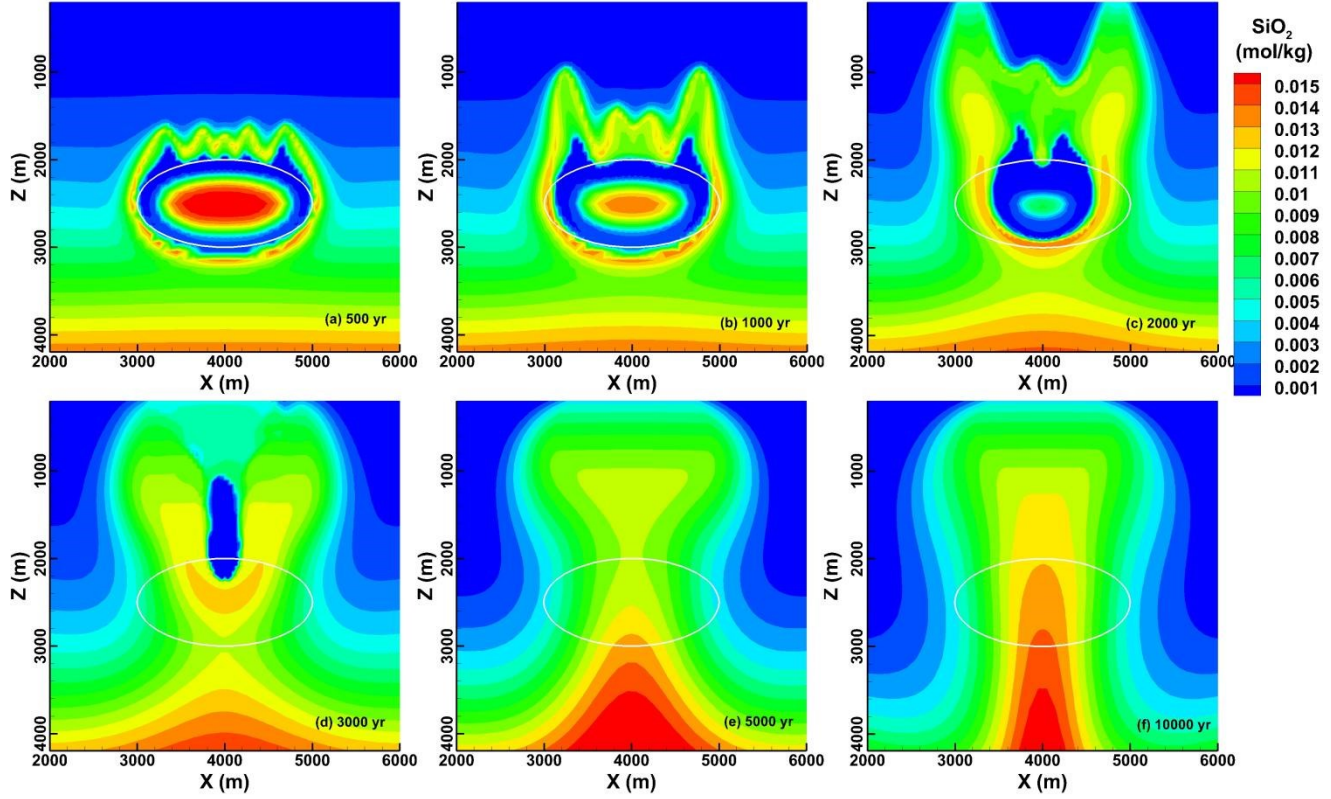 SiO₂
(mol/kg)
0.015
0.014
0.013
0.012
0.011
0.01
0.009
0.008
0.007
0.006
0.005
0.004
0.003
0.002
0.001
Z (m)
1000
2000
3000
4000
(a) 500 yr
2000 3000 4000 5000 6000
X (m)
Z (m)
1000
2000
3000
4000
(b) 1000 yr
2000 3000 4000 5000 6000
X (m)
Z (m)
1000
2000
3000
4000
(c) 2000 yr
2000 3000 4000 5000 6000
X (m)
Z (m)
1000
2000
3000
4000
(d) 3000 yr
2000 3000 4000 5000 6000
X (m)
Z (m)
1000
2000
3000
4000
(e) 5000 yr
2000 3000 4000 5000 6000
X (m)
Z (m)
1000
2000
3000
4000
(f) 10000 yr
2000 3000 4000 5000 6000
X (m)